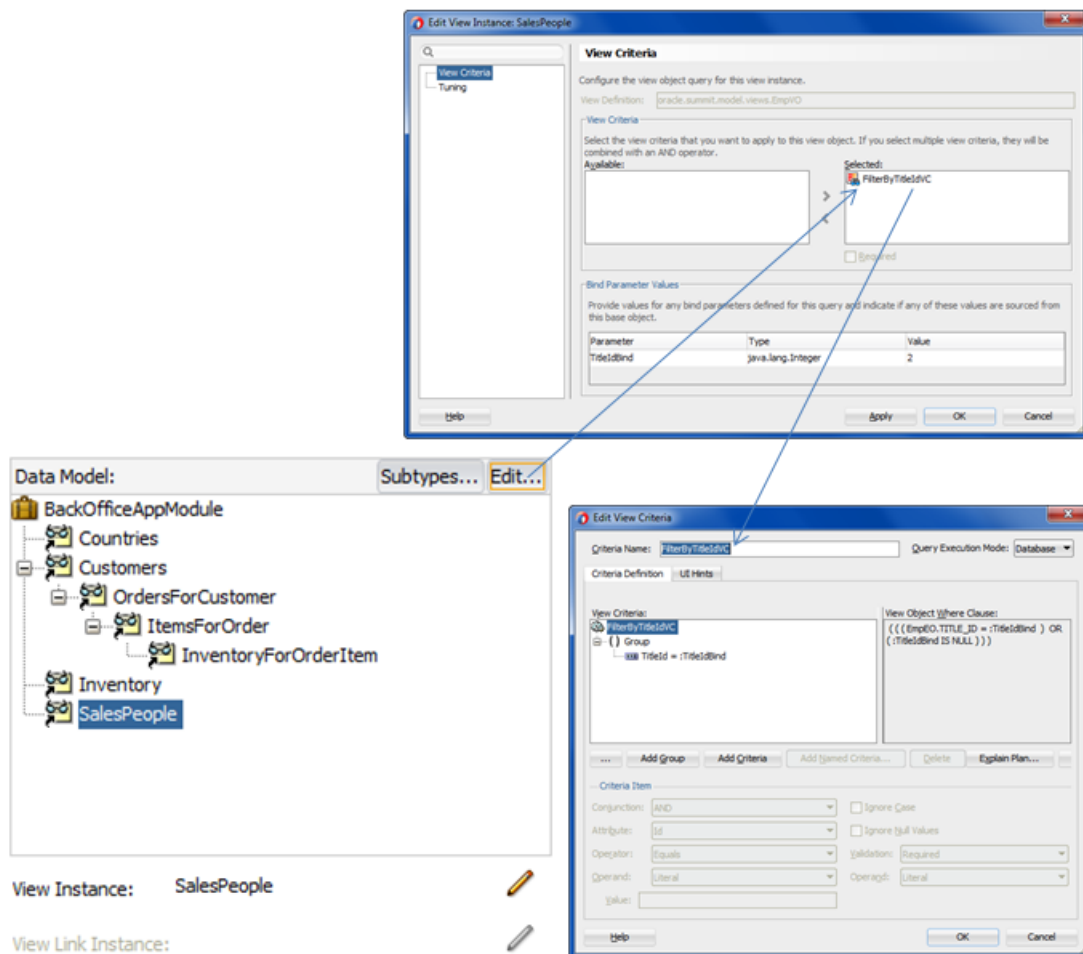 Edit View Instance: SalesPeople
View Criteria
Tuning
View Criteria
Configure the view object query for this view instance.
View Definition: oracle.summit.model.views.EmpVO
View Criteria
Select the view criteria that you want to apply to this view object. If you select multiple view criteria, they will be
combined with an AND operator.
Available:
Selected:
FilterByTitleIdVC
Required
Bind Parameter Values
Provide values for any bind parameters defined for this query and indicate if any of these values are sourced from
this base object.
Parameter Type Value
TitleIdBind java.lang.Integer 2
Help Apply OK Cancel
Data Model: Subtypes... Edit...
BackOfficeAppModule
Countries
Customers
OrdersForCustomer
ItemsForOrder
InventoryForOrderItem
Inventory
SalesPeople
View Instance: SalesPeople
View Link Instance:
Edit View Criteria
Criteria Name: FilterByTitleIdVC Query Execution Mode: Database
Criteria Definition UI Hints
View Criteria:
FilterByTitleIdVC
{ } Group
TitleId = :TitleIdBind
View Object Where Clause:
(((EmpEO.TITLE_ID = :TitleIdBind ) OR
( :TitleIdBind IS NULL )))
... Add Group Add Criteria Add Named Criteria... Delete Explain Plan...
Criteria Item
Conjunction: AND Ignore Case
Attribute: Id Ignore Null Values
Operator: Equals Validation: Required
Operand: Literal Operand: Literal
Value:
Help OK Cancel